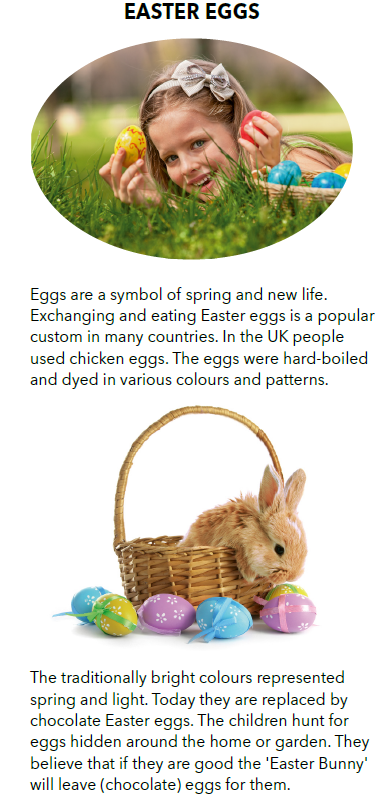 EASTER EGGS
Eggs are a symbol of spring and new life.
Exchanging and eating Easter eggs is a popular
custom in many countries. In the UK people
used chicken eggs. The eggs were hard-boiled
and dyed in various colours and patterns.
The traditionally bright colours represented
spring and light. Today they are replaced by
chocolate Easter eggs. The children hunt for
eggs hidden around the home or garden. They
believe that if they are good the 'Easter Bunny'
will leave (chocolate) eggs for them.